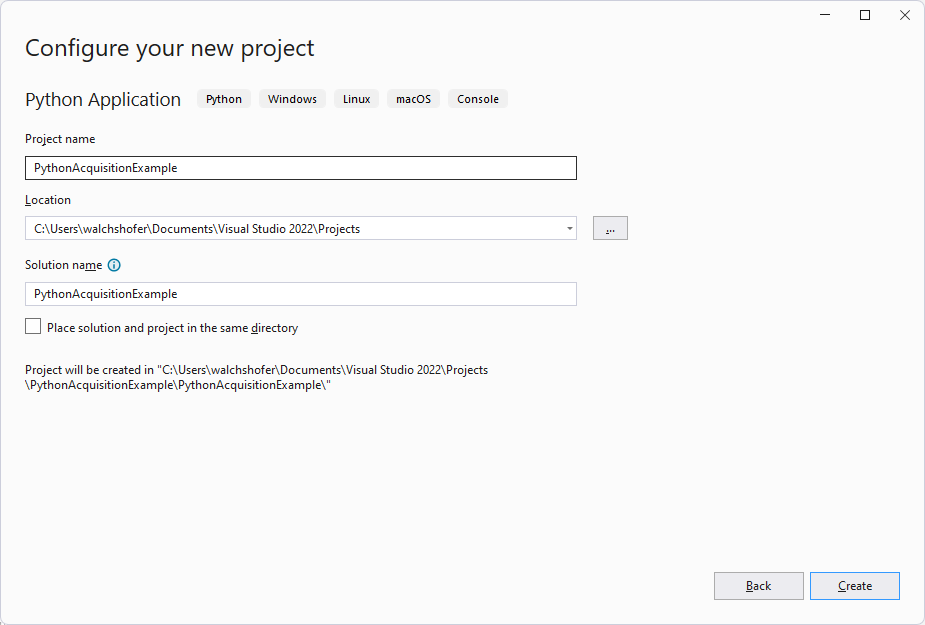 Configure your new project
Python Application Python Windows Linux macOS Console
Project name
PythonAcquisitionExample
Location
C:\Users\walchshofer\Documents\Visual Studio 2022\Projects ...
Solution name
PythonAcquisitionExample
Place solution and project in the same directory
Project will be created in "C:\Users\walchshofer\Documents\Visual Studio 2022\Projects
\PythonAcquisitionExample\PythonAcquisitionExample\"
Back Create